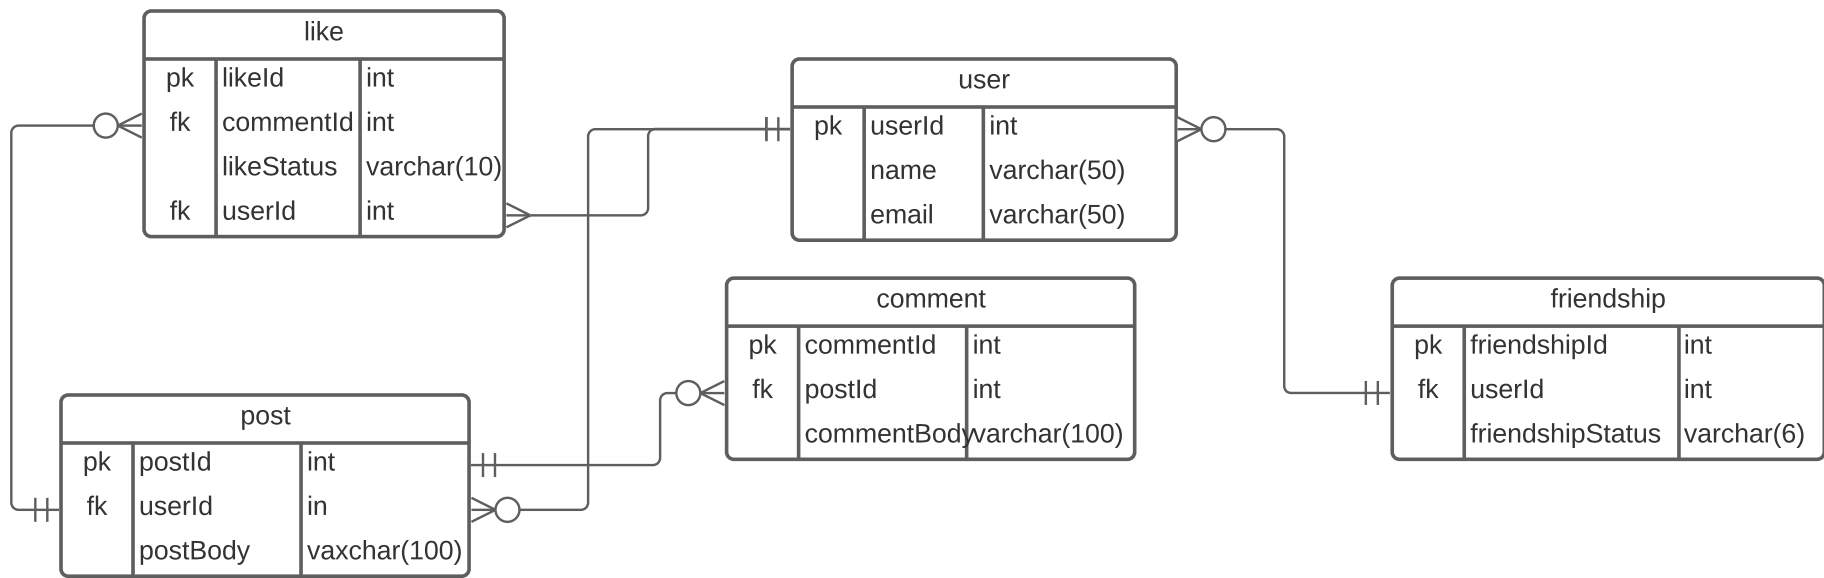 like
pk likeId int
fk commentId int
likeStatus varchar(10)
fk userId int
user
pk userId int
name varchar(50)
email varchar(50)
comment
pk commentId int
fk postId int
commentBody varchar(100)
friendship
pk friendshipId int
fk userId int
friendshipStatus varchar(6)
post
pk postId int
fk userId in
postBody vaxchar(100)